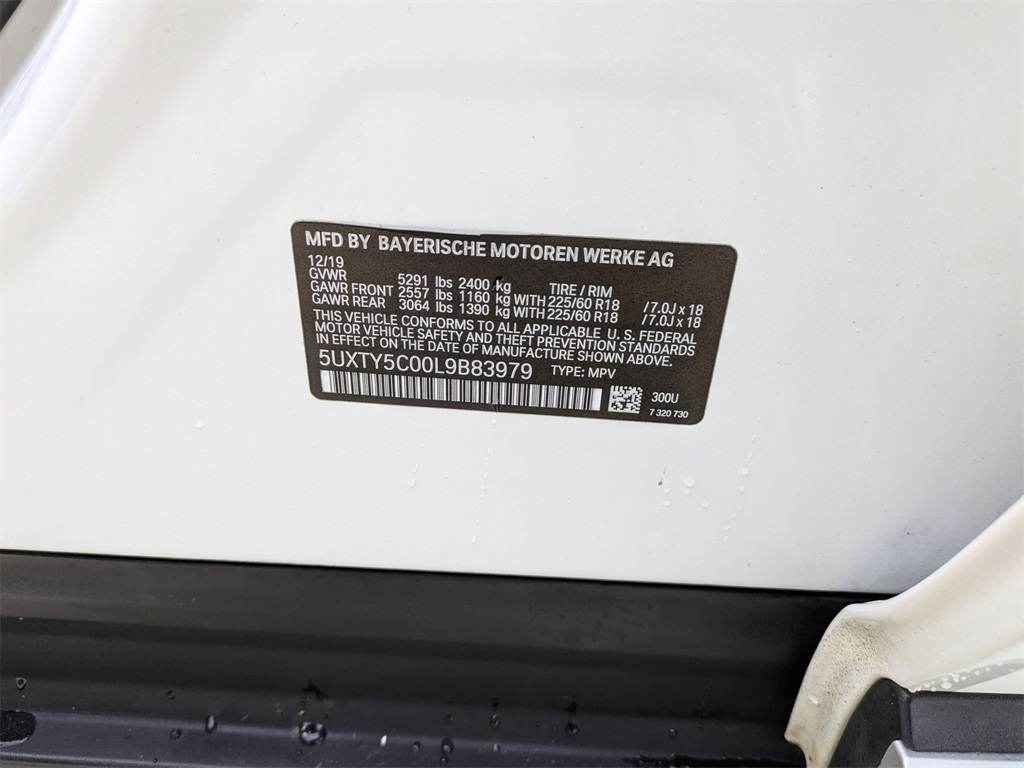 MFD BY BAYERISCHE MOTOREN WERKE AG
12/19
GVWR 5291 lbs 2400 kg TIRE / RIM
GAWR FRONT 2557 lbs 1160 kg WITH 225/60 R18 / 7.0J x 18
GAWR REAR 3064 lbs 1390 kg WITH 225/60 R18 / 7.0J x 18
THIS VEHICLE CONFORMS TO ALL APPLICABLE U. S. FEDERAL
MOTOR VEHICLE SAFETY AND THEFT PREVENTION STANDARDS
IN EFFECT ON THE DATE OF MANUFACTURE SHOWN ABOVE.
5UXTY5C00L9B83979 TYPE: MPV
300U
7 320 730